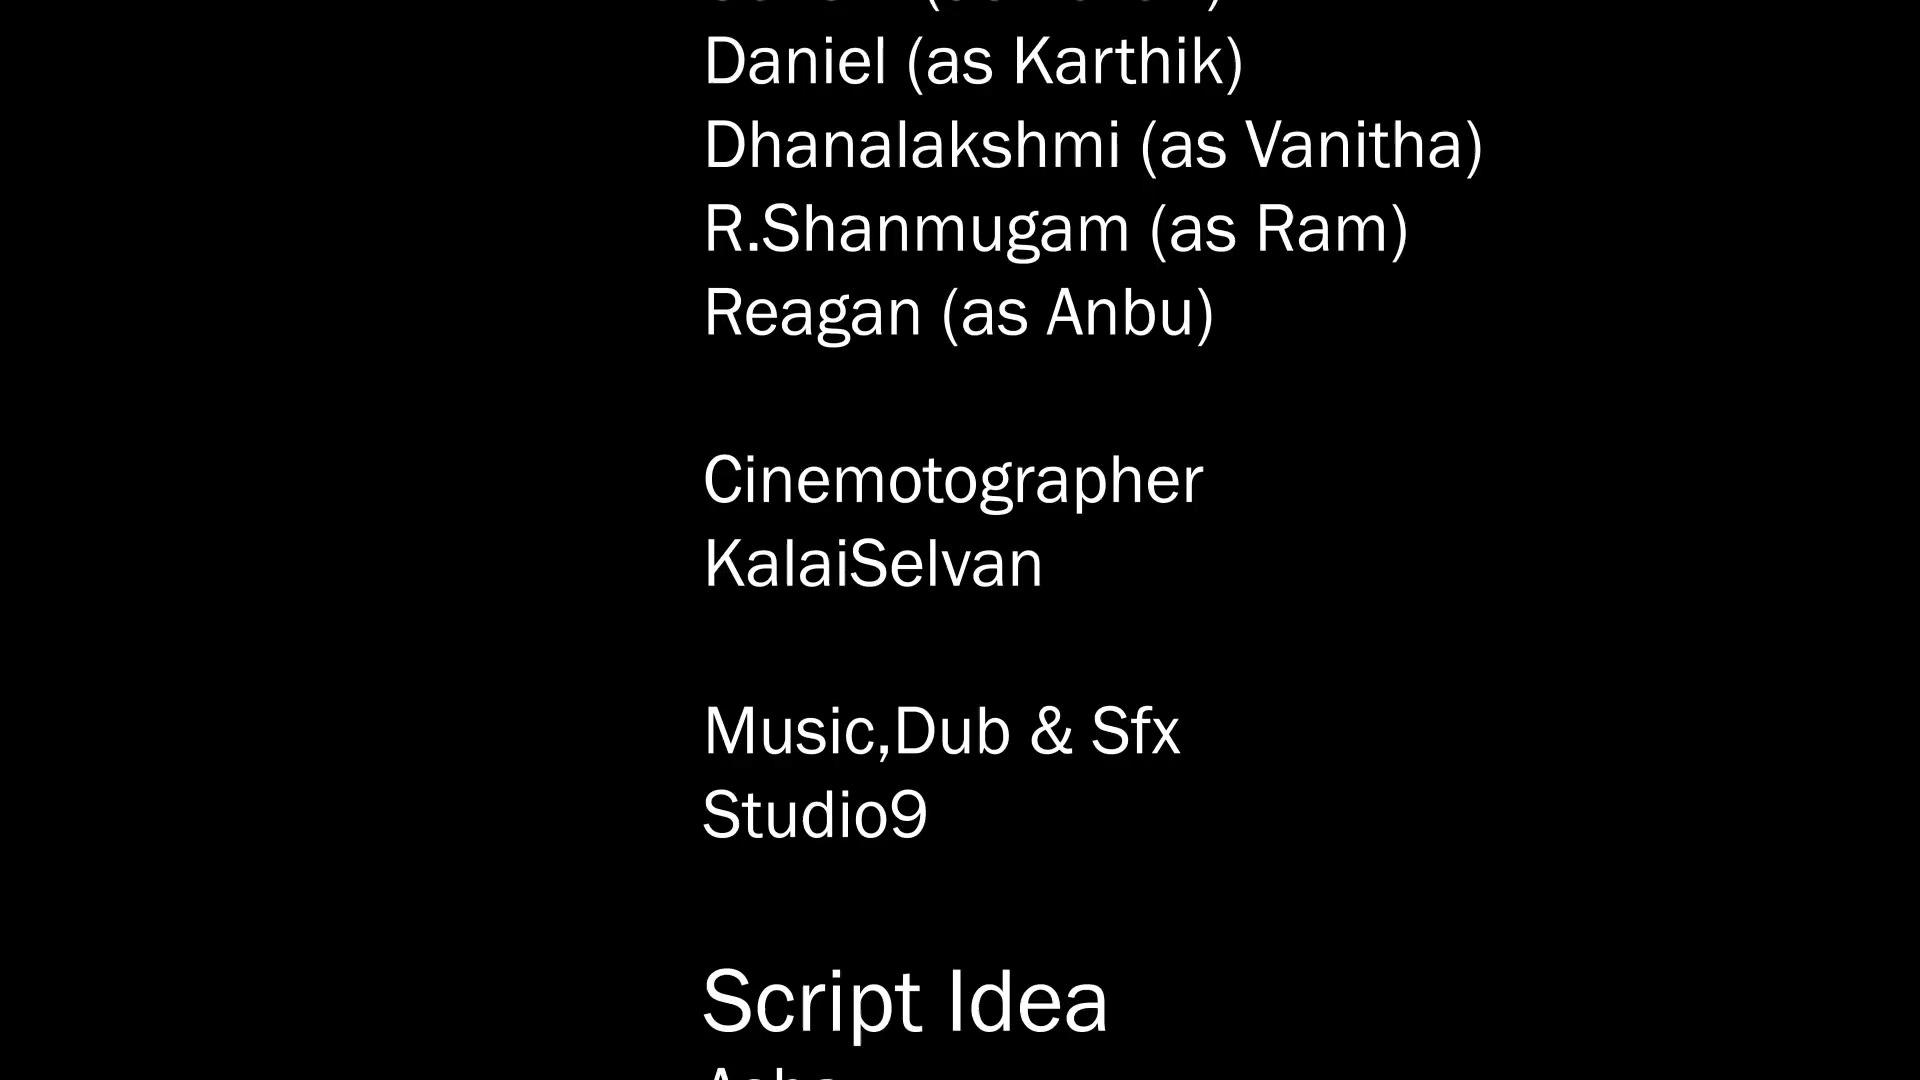 Daniel (as Karthik)
Dhanalakshmi (as Vanitha)
R.Shanmugam (as Ram)
Reagan (as Anbu)
Cinemotographer
KalaiSelvan
Music,Dub & Sfx
Studio9
Script Idea